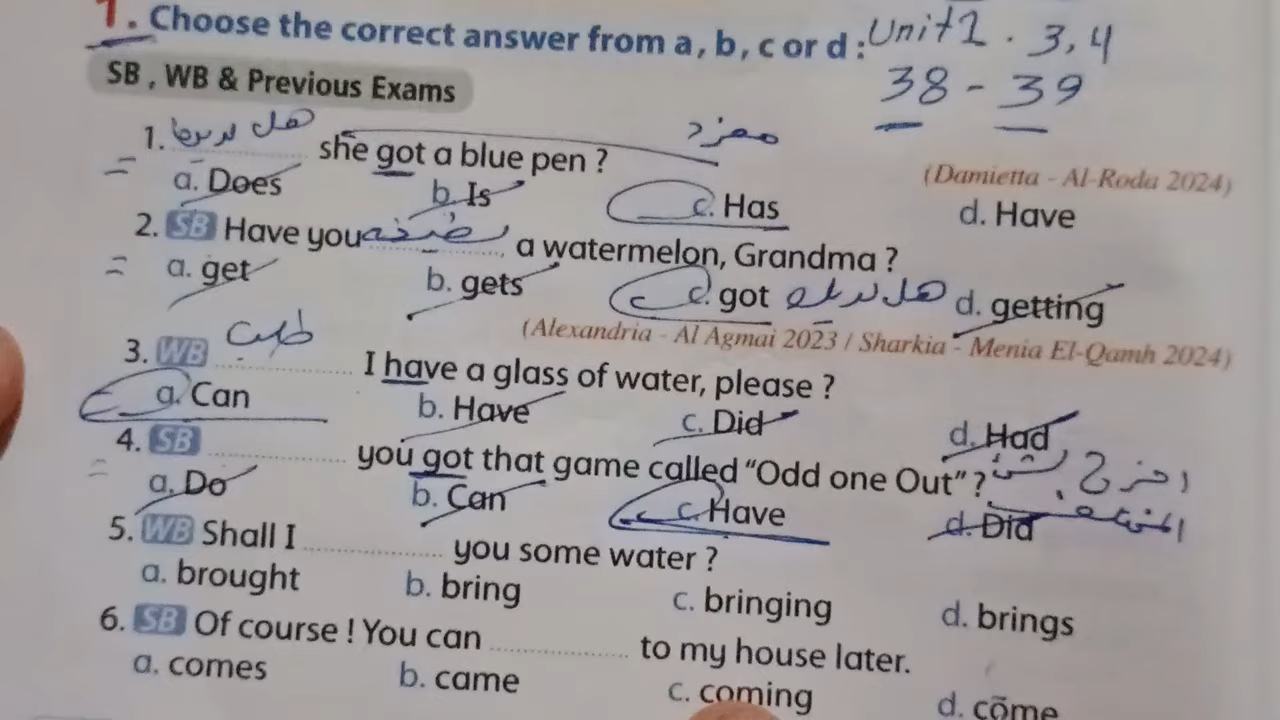 1. Choose the correct answer from a, b, c or d : Unit 1 . 3, 4
SB , WB & Previous Exams
38 - 39
هل
1. ............ she got a blue pen ?
مفرد
(Damietta - Al-Roda 2024)
a. Does b. Is c. Has d. Have
2. SB Have you ............ a watermelon, Grandma ?
a. get b. gets c. got هل لديك d. getting
(Alexandria - Al Agmai 2023 / Sharkia - Menia El-Qamh 2024)
طلب
3. WB ............ I have a glass of water, please ?
a. Can b. Have c. Did d. Had
4. SB ............ you got that game called “Odd one Out” ?
a. Do b. Can c. Have d. Did
5. WB Shall I ............ you some water ?
a. brought b. bring c. bringing d. brings
6. SB Of course ! You can ............ to my house later.
a. comes b. came c. coming d. come